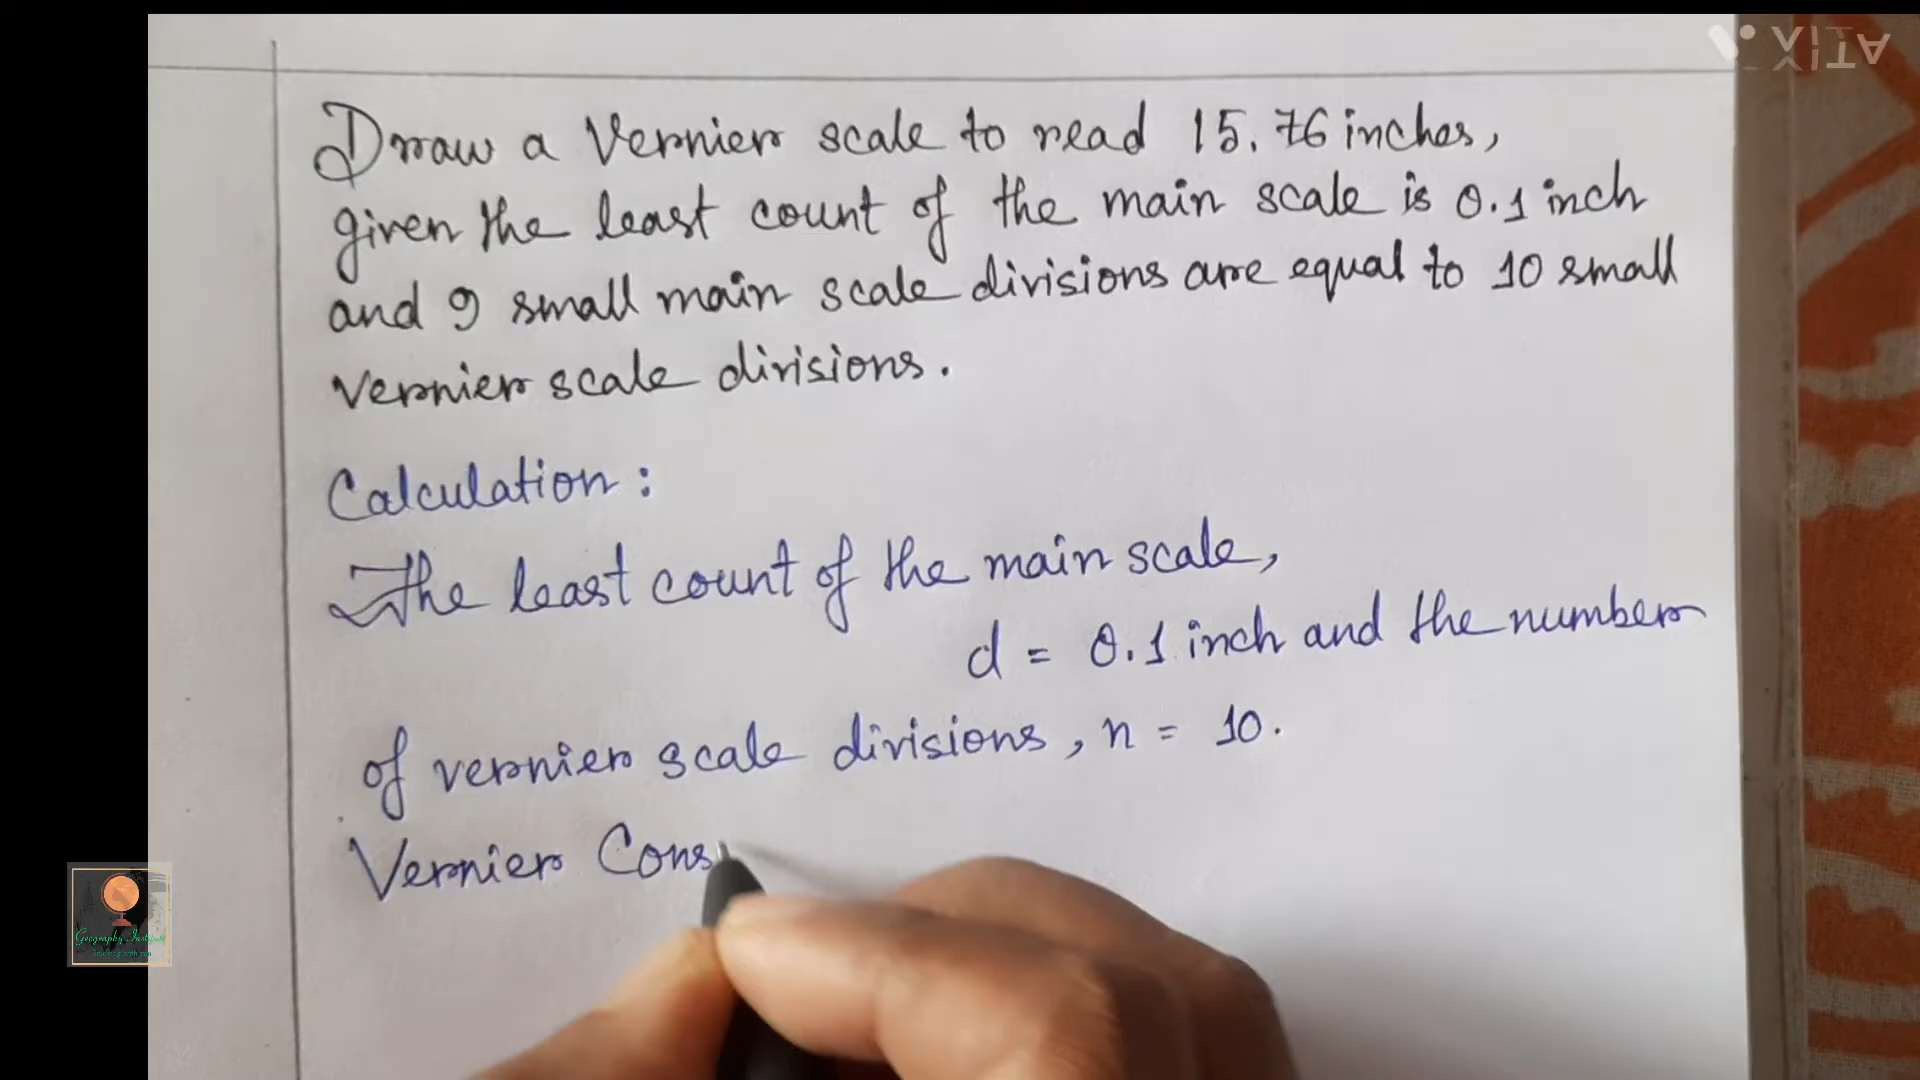 VITA
Draw a Vernier scale to read 15.76 inches,
given the least count of the main scale is 0.1 inch
and 9 small main scale divisions are equal to 10 small
vernier scale divisions.
Calculation:
The least count of the main scale,
d = 0.1 inch and the number
of vernier scale divisions, n = 10.
Vernier Cons
Geography